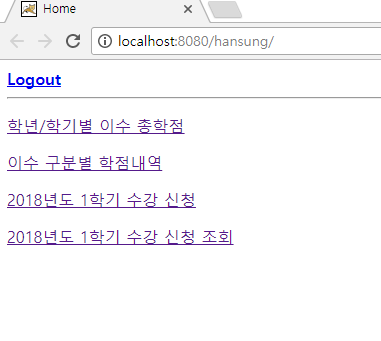 Home
localhost:8080/hansung/
Logout
학년/학기별 이수 총학점
이수 구분별 학점내역
2018년도 1학기 수강 신청
2018년도 1학기 수강 신청 조회